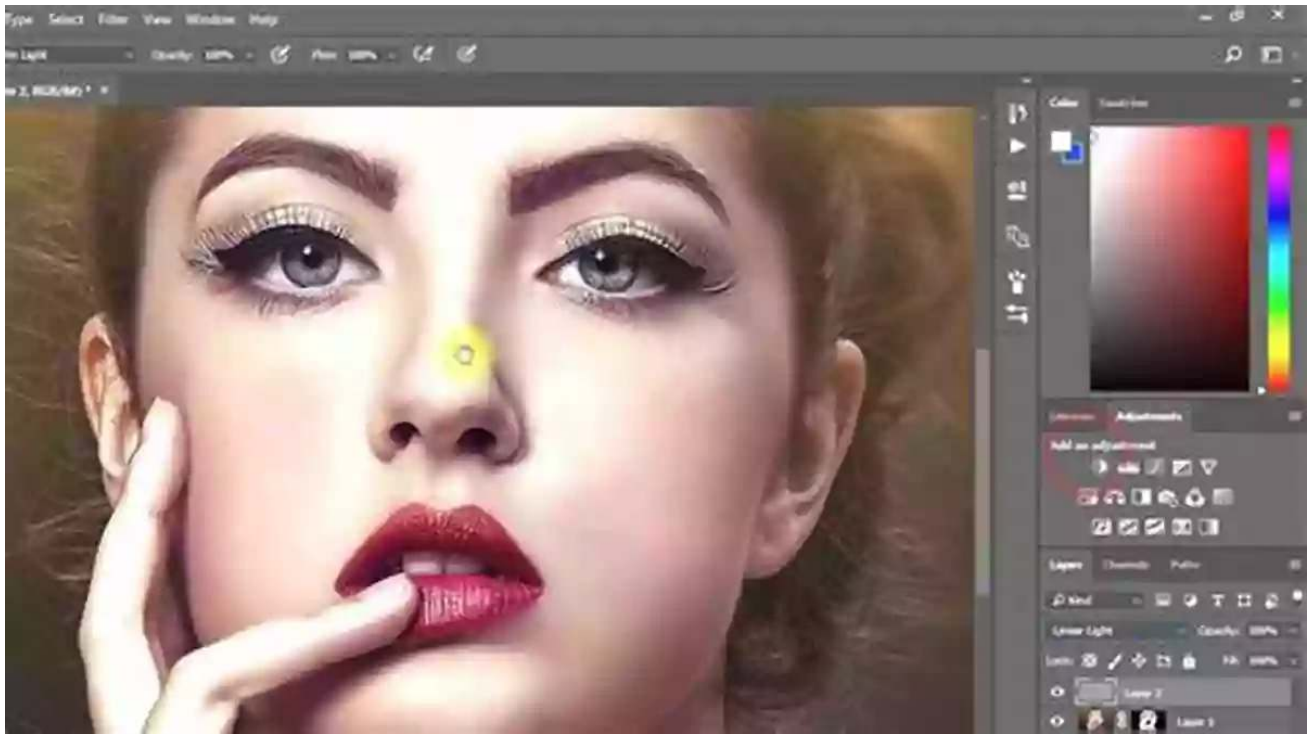 Type Select Filter View Window Help
Opacity: 100% Flow: 100%
Color Swatches
Adjustments
Add an adjustment
Layers Channels Paths
Kind
Linear Light Opacity: 100%
Lock: Fill: 100%
Layer 2
Layer 1